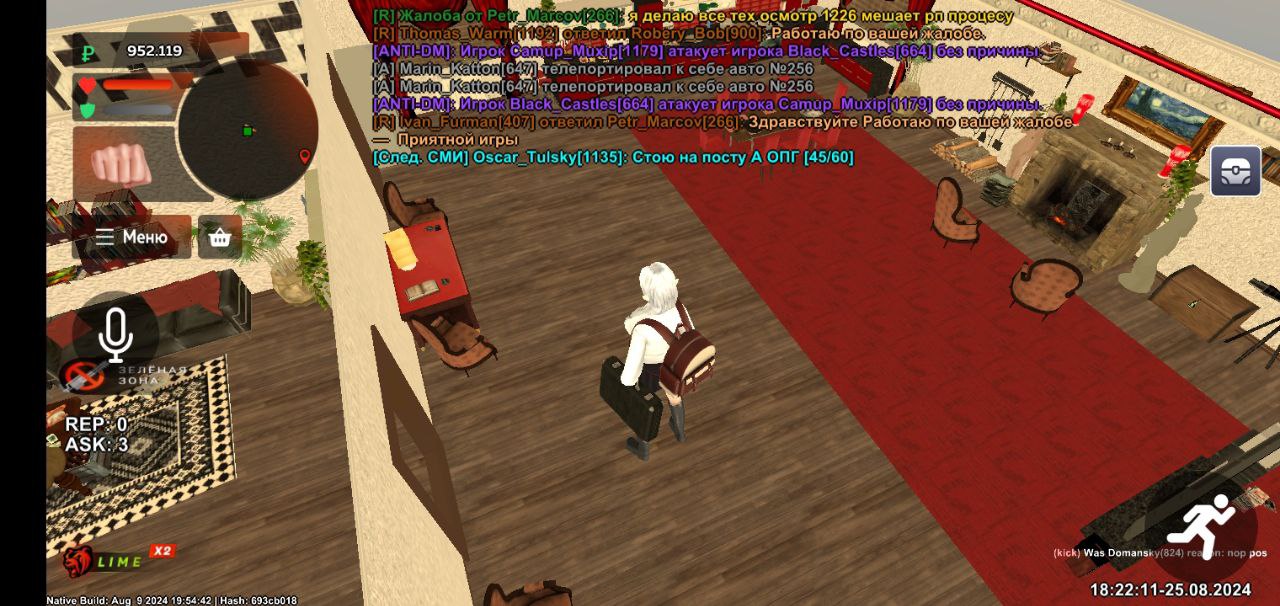 [R] Жалоба от Petr_Marcov[266]: я делаю все тех осмотр 1226 мешает рп процесу
[R] Thomas_Warm[1192] ответил Robery_Bob[900]: Работаю по вашей жалобе.
[ANTI-DM]: Игрок Camup_Muxip[1179] атакует игрока Black_Castles[664] без причины.
[A] Marin_Katton[647] телепортировал к себе авто №256
[A] Marin_Katton[647] телепортировал к себе авто №256
[ANTI-DM]: Игрок Black_Castles[664] атакует игрока Camup_Muxip[1179] без причины.
[R] Ivan_Furman[407] ответил Petr_Marcov[266]: Здравствуйте Работаю по вашей жалобе
— Приятной игры
[След. СМИ] Oscar_Tulsky[1135]: Стою на посту А ОПГ [45/60]
₽ 952.119
Меню
ЗЕЛЁНАЯ
ЗОНА
REP: 0
ASK: 3
LIME X2
(kick) Was Domansky(824) reason: nop pos
18:22:11-25.08.2024
Native Build: Aug 9 2024 19:54:42 | Hash: 693cb018